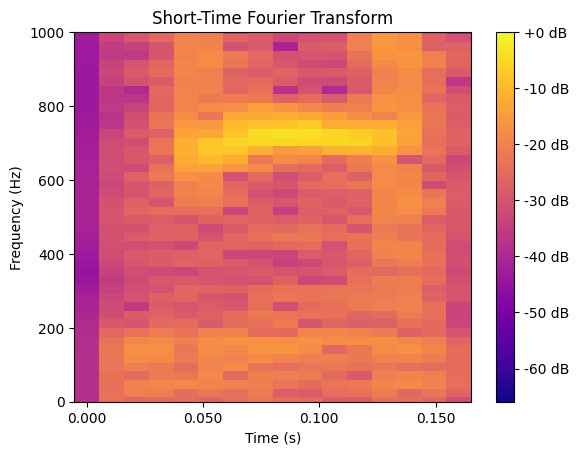 Short-Time Fourier Transform
Frequency (Hz)
1000
800
600
400
200
0
0.000
0.050
0.100
0.150
Time (s)
+0 dB
-10 dB
-20 dB
-30 dB
-40 dB
-50 dB
-60 dB